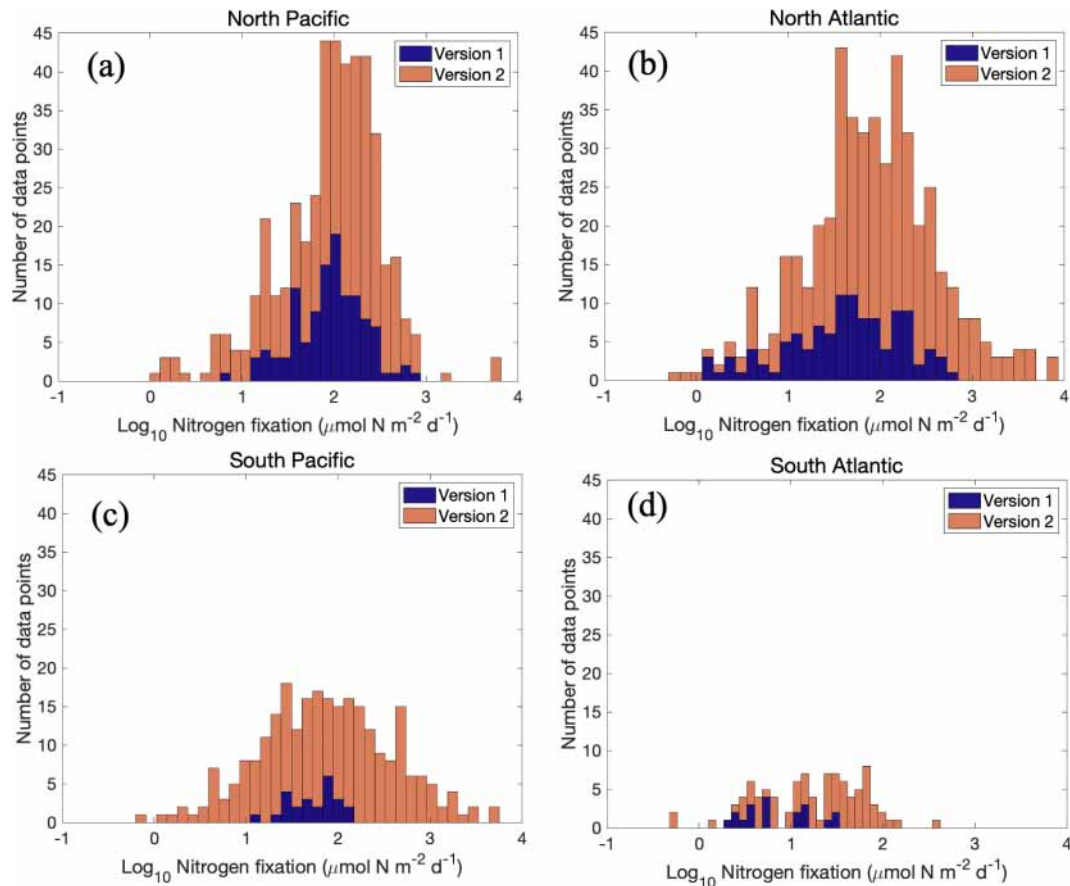 North Pacific
(a)
Version 1
Version 2
Number of data points
45
40
35
30
25
20
15
10
5
0
-1 0 1 2 3 4
Log10 Nitrogen fixation (μmol N m-2 d-1)
North Atlantic
(b)
Version 1
Version 2
Number of data points
45
40
35
30
25
20
15
10
5
0
-1 0 1 2 3 4
Log10 Nitrogen fixation (μmol N m-2 d-1)
South Pacific
(c)
Version 1
Version 2
Number of data points
45
40
35
30
25
20
15
10
5
0
-1 0 1 2 3 4
Log10 Nitrogen fixation (μmol N m-2 d-1)
South Atlantic
(d)
Version 1
Version 2
Number of data points
45
40
35
30
25
20
15
10
5
0
-1 0 1 2 3 4
Log10 Nitrogen fixation (μmol N m-2 d-1)